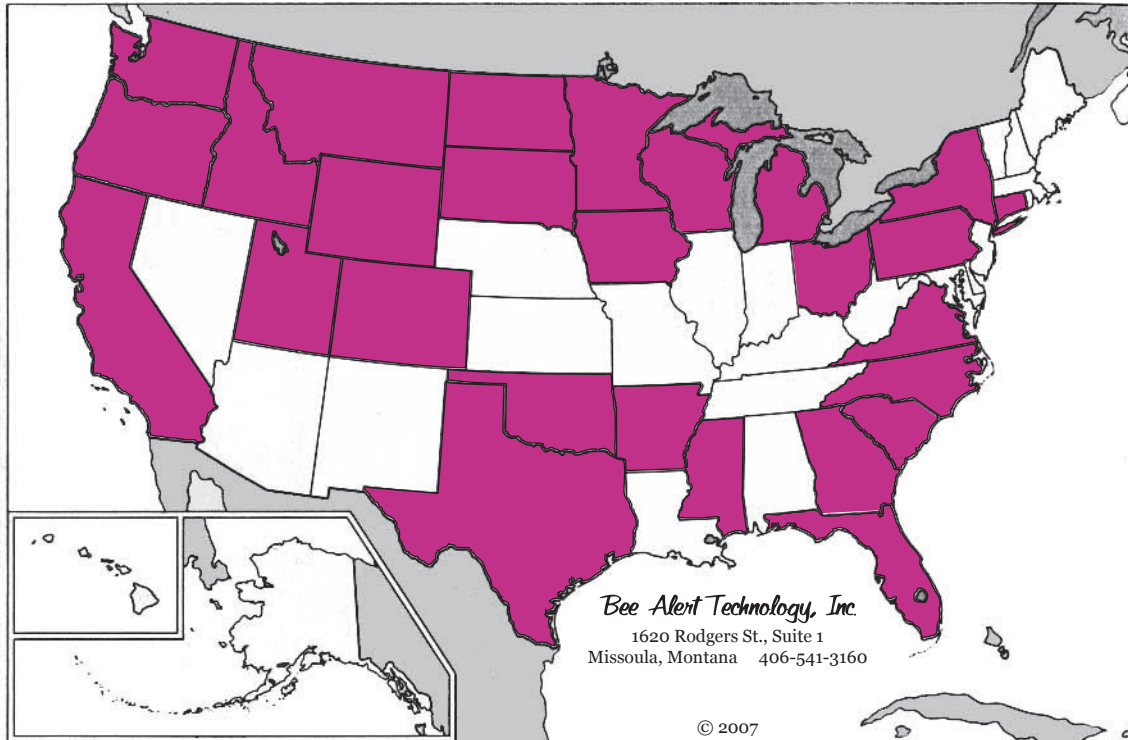 Bee Alert Technology, Inc.
1620 Rodgers St., Suite 1
Missoula, Montana 406-541-3160
© 2007